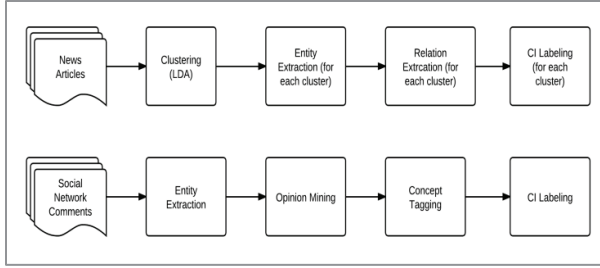 News
Articles
Clustering
(LDA)
Entity
Extraction (for
each cluster)
Relation
Extrcation (for
each cluster)
CI Labeling
(for each
cluster)
Social
Network
Comments
Entity
Extraction
Opinion Mining
Concept
Tagging
CI Labeling